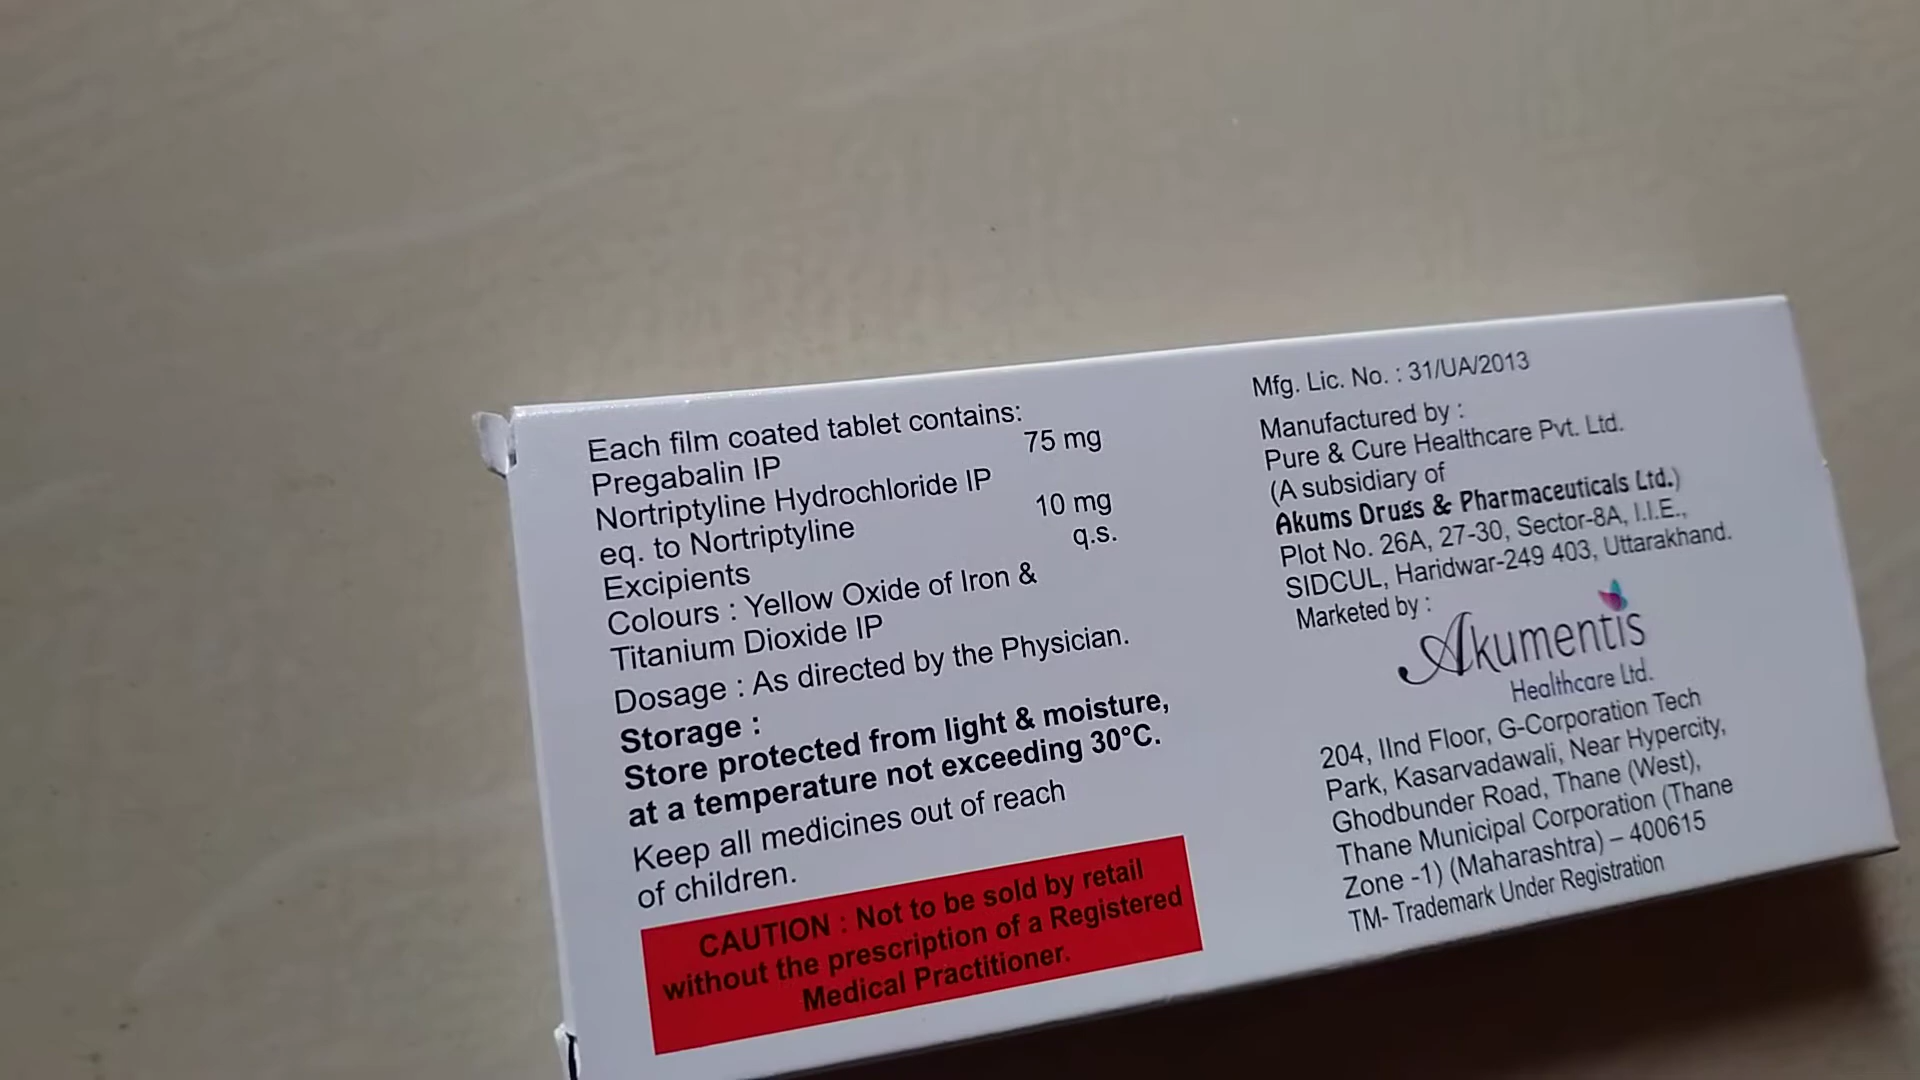 Each film coated tablet contains:
Pregabalin IP 75 mg
Nortriptyline Hydrochloride IP
eq. to Nortriptyline 10 mg
Excipients q.s.
Colours : Yellow Oxide of Iron &
Titanium Dioxide IP
Dosage : As directed by the Physician.
Storage :
Store protected from light & moisture,
at a temperature not exceeding 30°C.
Keep all medicines out of reach
of children.
CAUTION : Not to be sold by retail
without the prescription of a Registered
Medical Practitioner.
Mfg. Lic. No. : 31/UA/2013
Manufactured by :
Pure & Cure Healthcare Pvt. Ltd.
(A subsidiary of
Akums Drugs & Pharmaceuticals Ltd.)
Plot No. 26A, 27-30, Sector-8A, I.I.E.,
SIDCUL, Haridwar-249 403, Uttarakhand.
Marketed by :
Akumentis
Healthcare Ltd.
204, IInd Floor, G-Corporation Tech
Park, Kasarvadawali, Near Hypercity,
Ghodbunder Road, Thane (West),
Thane Municipal Corporation (Thane
Zone -1) (Maharashtra) – 400615
TM- Trademark Under Registration